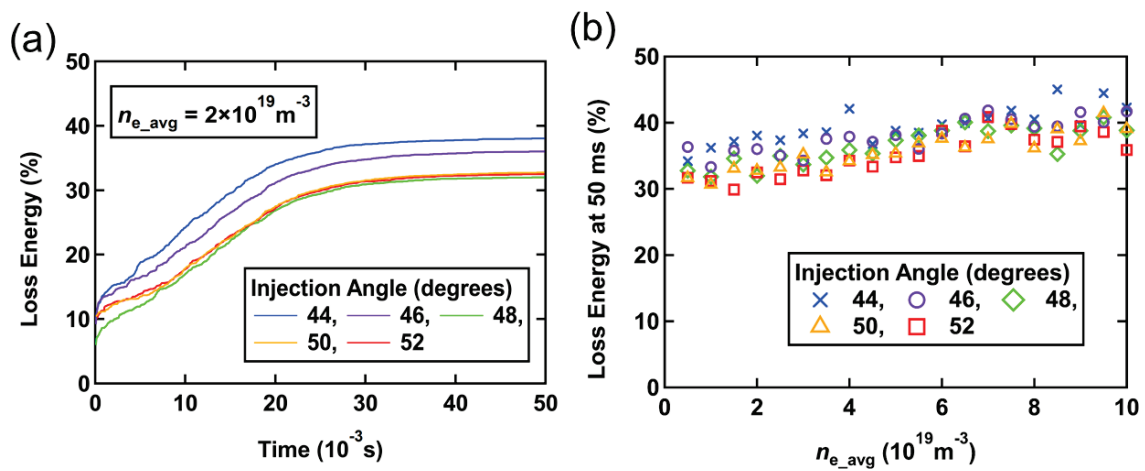 (a)
50
40
30
20
10
0
Loss Energy (%)
n_e_avg = 2×10^19 m^-3
Injection Angle (degrees)
44, 46, 48,
50, 52
0 10 20 30 40 50
Time (10^-3 s)
(b)
50
40
30
20
10
0
Loss Energy at 50 ms (%)
Injection Angle (degrees)
44, 46, 48,
50, 52
2 4 6 8 10
n_e_avg (10^19 m^-3)